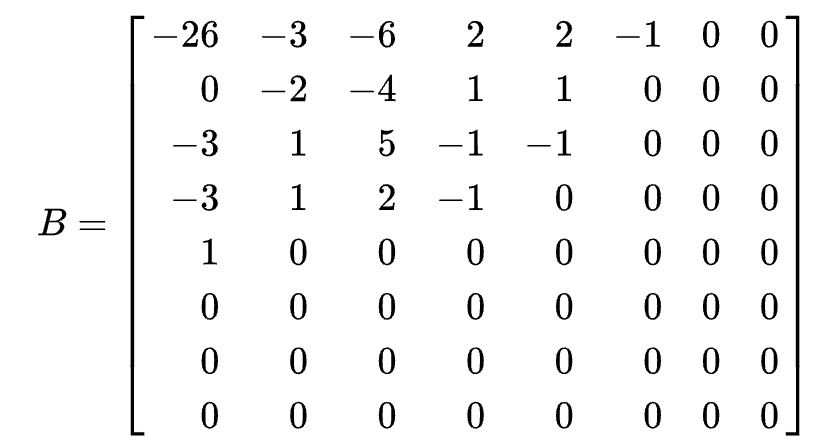 −26 −3 −6 2 2 −1 0 0
0 −2 −4 1 1 0 0 0
−3 1 5 −1 −1 0 0 0
−3 1 2 −1 0 0 0 0
B =
1 0 0 0 0 0 0 0
0 0 0 0 0 0 0 0
0 0 0 0 0 0 0 0
0 0 0 0 0 0 0 0